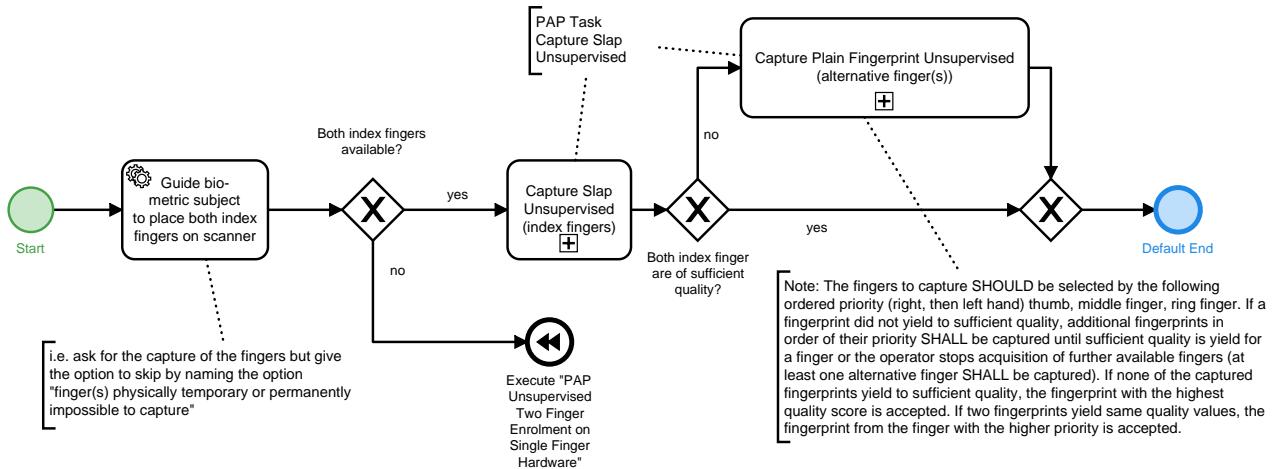 PAP Task
Capture Slap
Unsupervised
Capture Plain Fingerprint Unsupervised
(alternative finger(s))
Both index fingers
available?
no
Guide bio-
metric subject
to place both index
fingers on scanner
yes
Capture Slap
Unsupervised
(index fingers)
yes
Start
Default End
no
Both index finger
are of sufficient
quality?
Note: The fingers to capture SHOULD be selected by the following
ordered priority (right, then left hand) thumb, middle finger, ring finger. If a
fingerprint did not yield to sufficient quality, additional fingerprints in
order of their priority SHALL be captured until sufficient quality is yield for
a finger or the operator stops acquisition of further available fingers (at
least one alternative finger SHALL be captured). If none of the captured
fingerprints yield to sufficient quality, the fingerprint with the highest
quality score is accepted. If two fingerprints yield same quality values, the
fingerprint from the finger with the higher priority is accepted.
i.e. ask for the capture of the fingers but give
the option to skip by naming the option
"finger(s) physically temporary or permanently
impossible to capture"
Execute "PAP
Unsupervised
Two Finger
Enrolment on
Single Finger
Hardware"